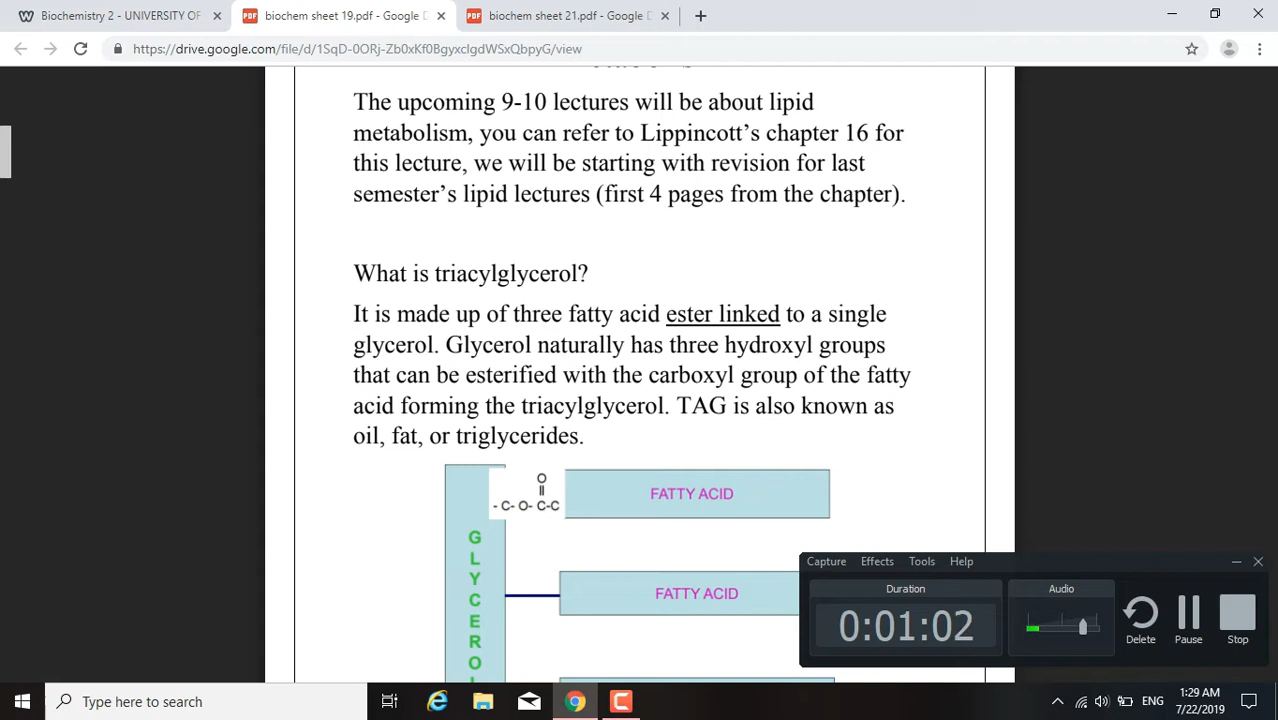 Biochemistry 2 - UNIVERSITY OF
biochem sheet 19.pdf - Google D
biochem sheet 21.pdf - Google D
https://drive.google.com/file/d/1SqD-0ORj-Zb0xKf0BgyxclgdWSxQbpyG/view
The upcoming 9-10 lectures will be about lipid
metabolism, you can refer to Lippincott’s chapter 16 for
this lecture, we will be starting with revision for last
semester’s lipid lectures (first 4 pages from the chapter).
What is triacylglycerol?
It is made up of three fatty acid ester linked to a single
glycerol. Glycerol naturally has three hydroxyl groups
that can be esterified with the carboxyl group of the fatty
acid forming the triacylglycerol. TAG is also known as
oil, fat, or triglycerides.
O
- C- O- C-C
FATTY ACID
FATTY ACID
G
L
Y
C
E
R
O
Capture Effects Tools Help
Duration
Audio
0:01:02
Delete
Pause
Stop
Type here to search
ENG
1:29 AM
7/22/2019